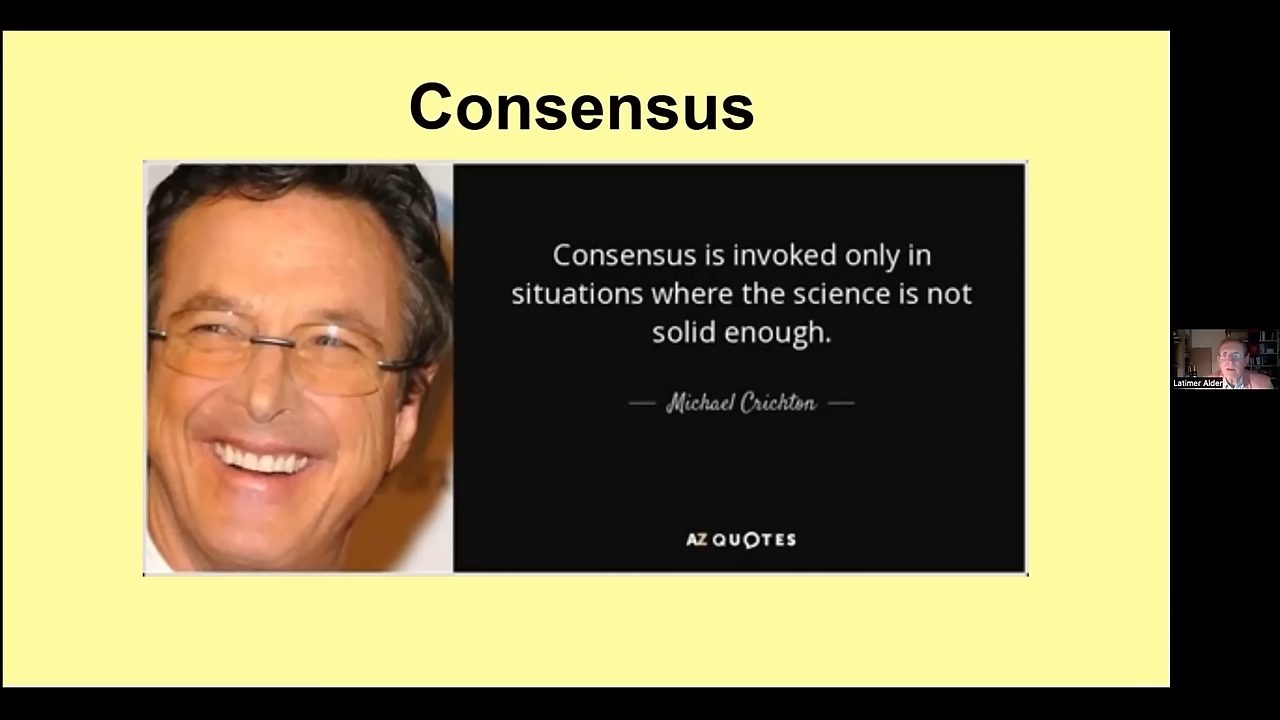 Consensus
Consensus is invoked only in
situations where the science is not
solid enough.
Michael Crichton
AZ QUOTES
Latimer Alder